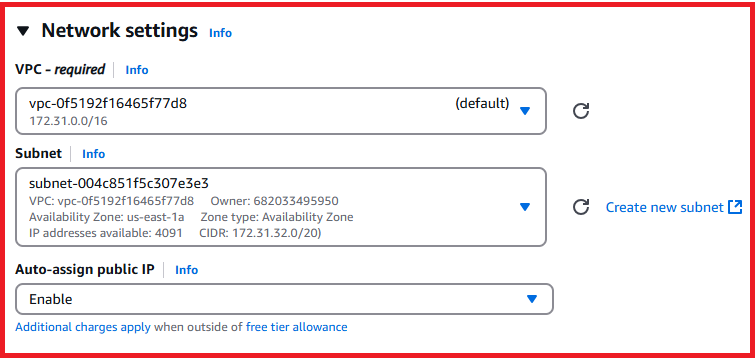 Network settings Info
VPC - required Info
vpc-0f5192f16465f77d8 (default)
172.31.0.0/16
Subnet Info
subnet-004c851f5c307e3e3
VPC: vpc-0f5192f16465f77d8 Owner: 682033495950
Availability Zone: us-east-1a Zone type: Availability Zone
IP addresses available: 4091 CIDR: 172.31.32.0/20)
Create new subnet
Auto-assign public IP Info
Enable
Additional charges apply when outside of free tier allowance